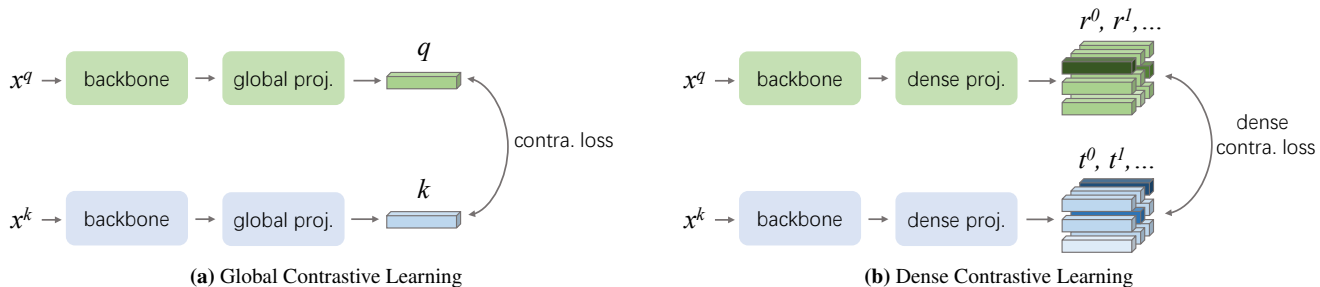 x^q backbone global proj. q
contra. loss
x^k backbone global proj. k
(a) Global Contrastive Learning
x^q backbone dense proj. r^0, r^1,...
dense
contra. loss
x^k backbone dense proj. t^0, t^1,...
(b) Dense Contrastive Learning